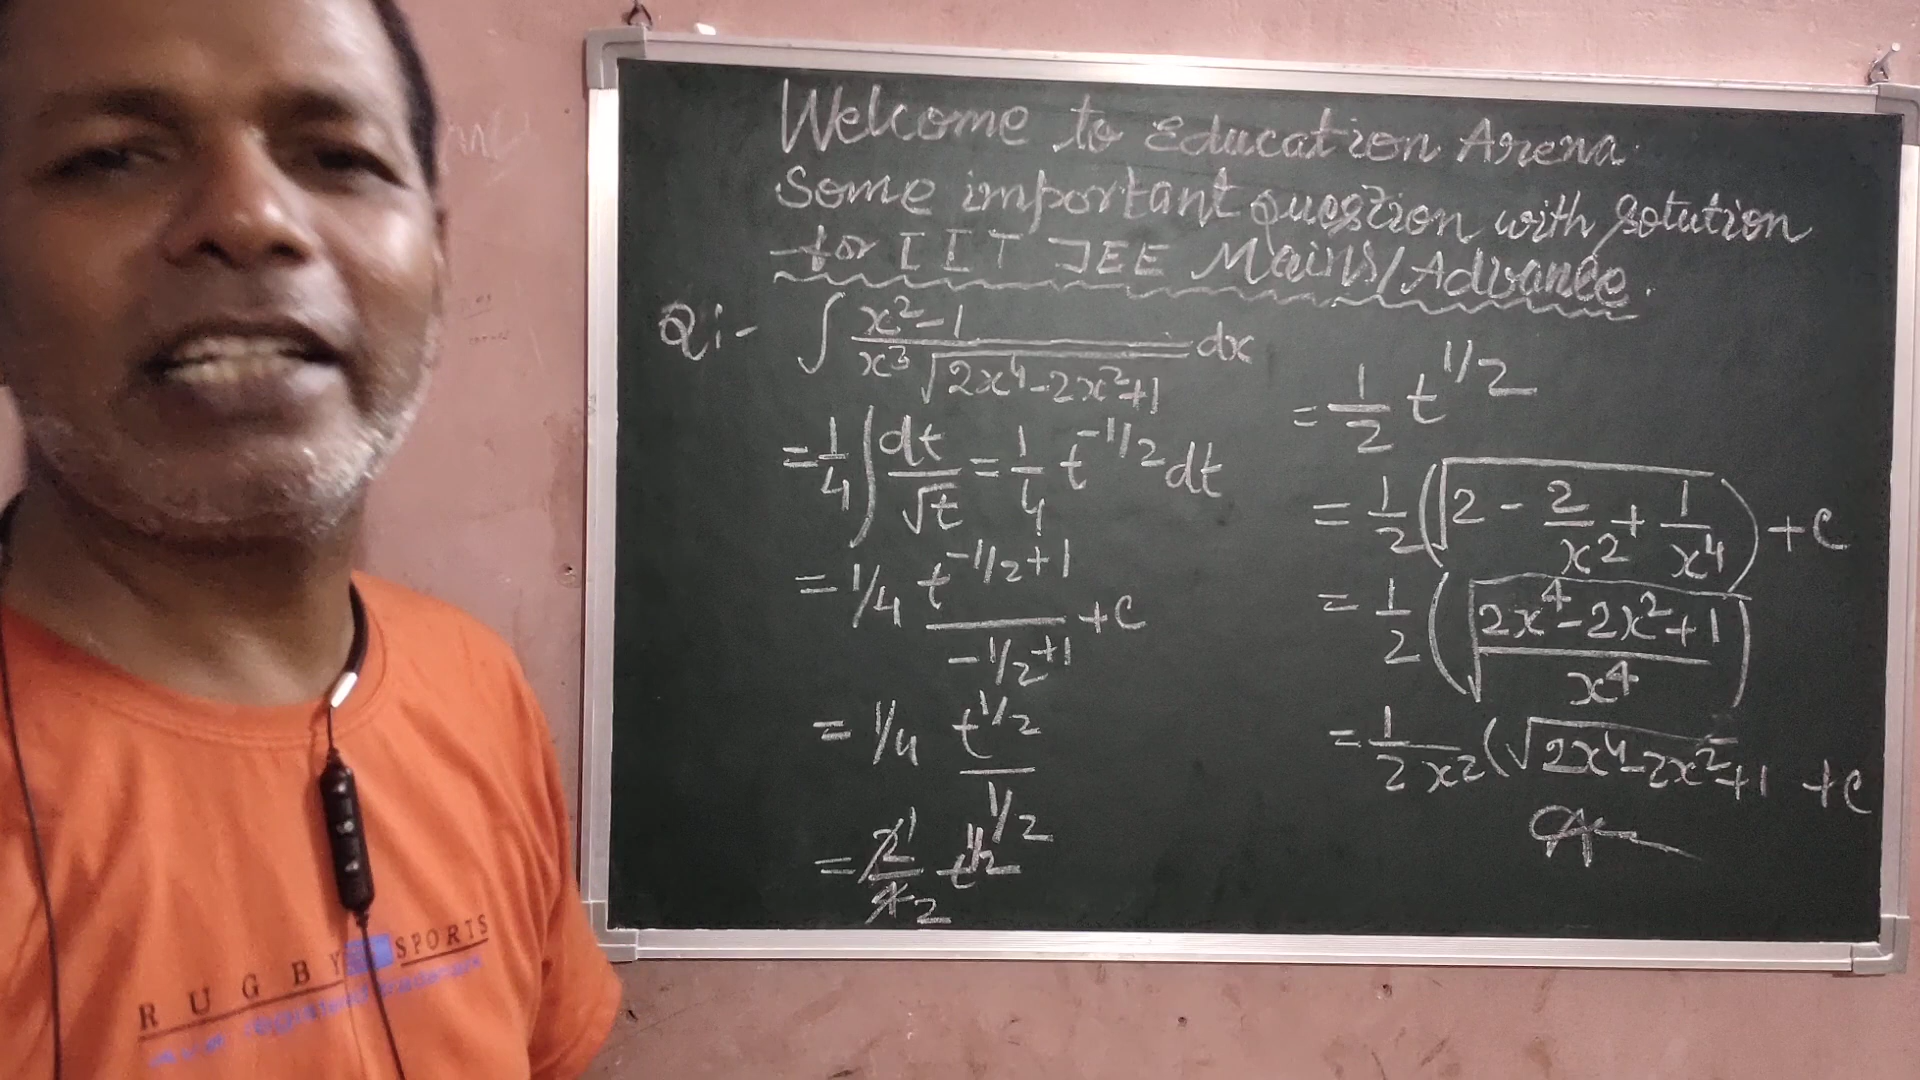 Welcome to Education Arena.
Some important question with solution
for IIT JEE Mains/Advance.
Q:- ∫ (x²-1)/(x³√(2x⁴-2x²+1)) dx
= 1/4 ∫ dt/√t = 1/4 t^(-1/2) dt
= 1/4 t^(-1/2+1)/(-1/2+1) + c
= 1/4 t^(1/2)/(1/2)
= 2/4 1/2 t^(1/2)
= 1/2 t^(1/2)
= 1/2 (√(2 - 2/x² + 1/x⁴)) + c
= 1/2 (√((2x⁴-2x²+1)/x⁴))
= 1/(2x²) (√(2x⁴-2x²+1) + c
RUGBY SPORTS